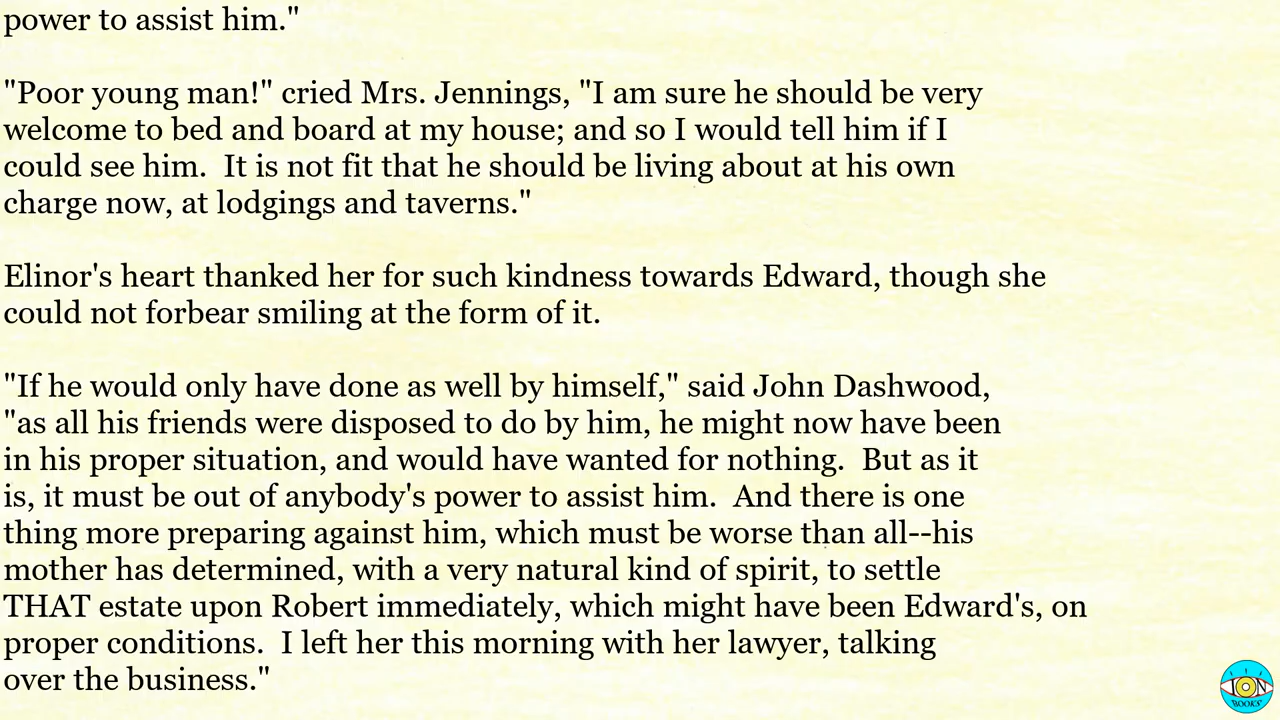 power to assist him."
"Poor young man!" cried Mrs. Jennings, "I am sure he should be very
welcome to bed and board at my house; and so I would tell him if I
could see him.  It is not fit that he should be living about at his own
charge now, at lodgings and taverns."
Elinor's heart thanked her for such kindness towards Edward, though she
could not forbear smiling at the form of it.
"If he would only have done as well by himself," said John Dashwood,
"as all his friends were disposed to do by him, he might now have been
in his proper situation, and would have wanted for nothing.  But as it
is, it must be out of anybody's power to assist him.  And there is one
thing more preparing against him, which must be worse than all--his
mother has determined, with a very natural kind of spirit, to settle
THAT estate upon Robert immediately, which might have been Edward's, on
proper conditions.  I left her this morning with her lawyer, talking
over the business."
ION
BOOKS